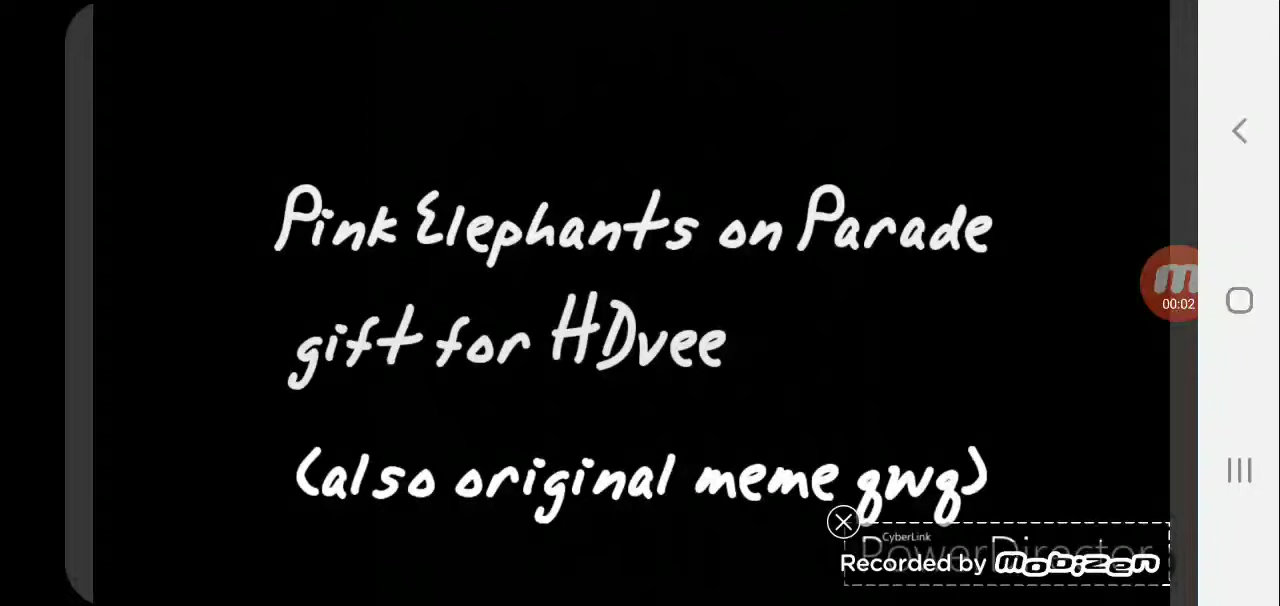 Pink Elephants on Parade
gift for HDvee
(also original meme qwq)
00:02
CyberLink
PowerDirector
Recorded by mobizen